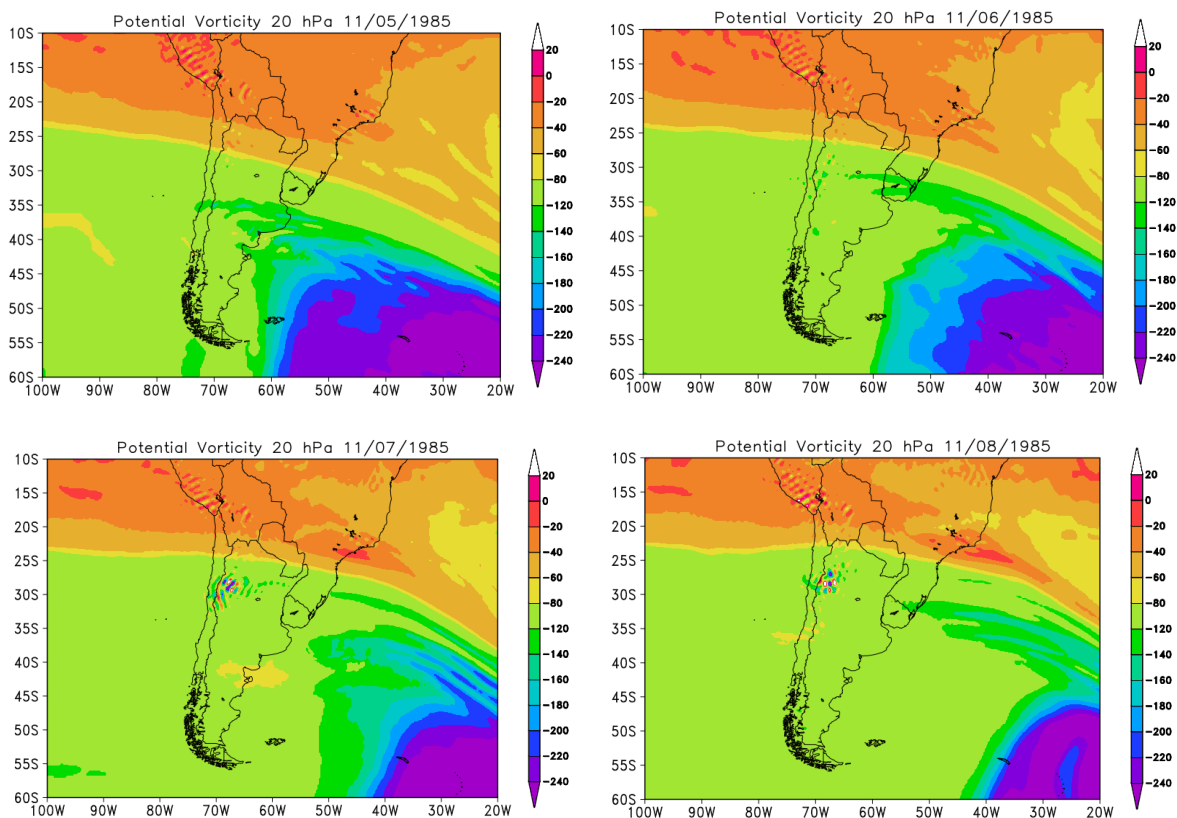 Potential Vorticity 20 hPa 11/05/1985
10S
15S
20S
25S
30S
35S
40S
45S
50S
55S
60S
100W 90W 80W 70W 60W 50W 40W 30W 20W
20
0
-20
-40
-60
-80
-120
-140
-160
-180
-200
-220
-240
Potential Vorticity 20 hPa 11/06/1985
10S
15S
20S
25S
30S
35S
40S
45S
50S
55S
60S
100W 90W 80W 70W 60W 50W 40W 30W 20W
20
0
-20
-40
-60
-80
-120
-140
-160
-180
-200
-220
-240
Potential Vorticity 20 hPa 11/07/1985
10S
15S
20S
25S
30S
35S
40S
45S
50S
55S
60S
100W 90W 80W 70W 60W 50W 40W 30W 20W
20
0
-20
-40
-60
-80
-120
-140
-160
-180
-200
-220
-240
Potential Vorticity 20 hPa 11/08/1985
10S
15S
20S
25S
30S
35S
40S
45S
50S
55S
60S
100W 90W 80W 70W 60W 50W 40W 30W 20W
20
0
-20
-40
-60
-80
-120
-140
-160
-180
-200
-220
-240